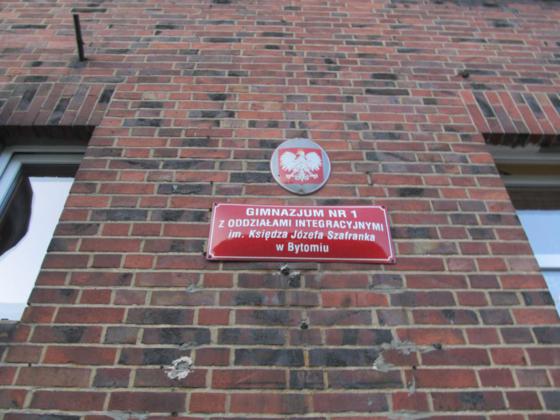 GIMNAZJUM NR 1
Z ODDZIAŁAMI INTEGRACYJNYMI
im. Księdza Józefa Szafranka
w Bytomiu